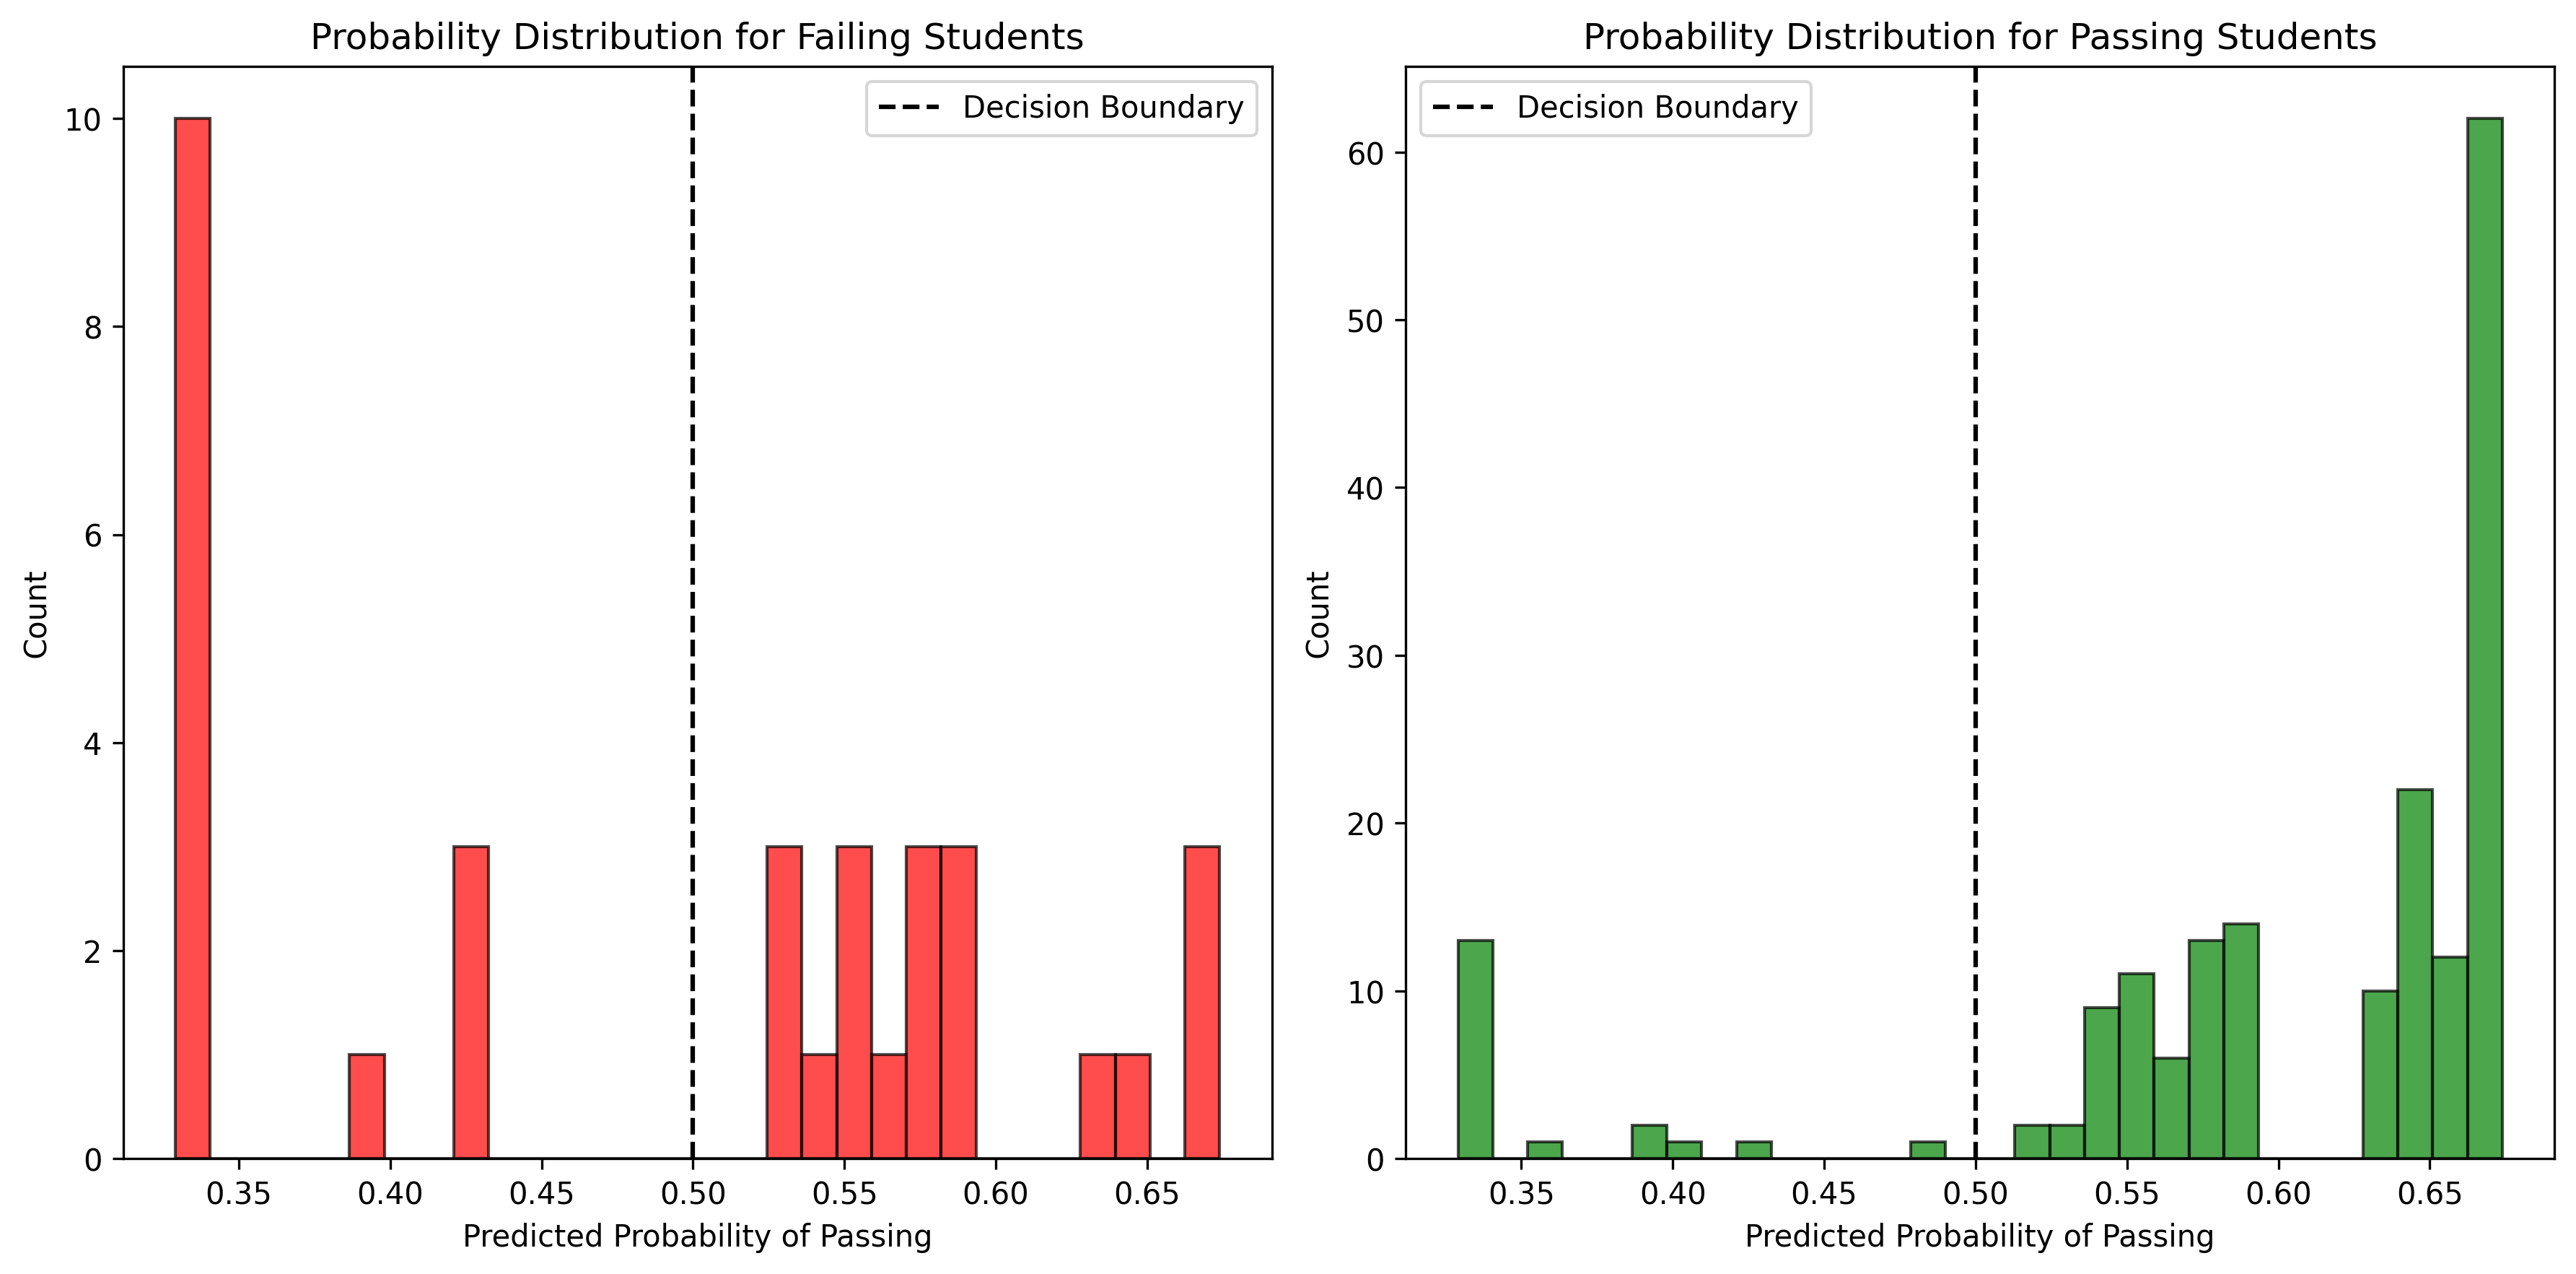 Probability Distribution for Failing Students
Decision Boundary
10
8
6
4
2
0
Count
0.35 0.40 0.45 0.50 0.55 0.60 0.65
Predicted Probability of Passing
Probability Distribution for Passing Students
Decision Boundary
60
50
40
30
20
10
0
Count
0.35 0.40 0.45 0.50 0.55 0.60 0.65
Predicted Probability of Passing